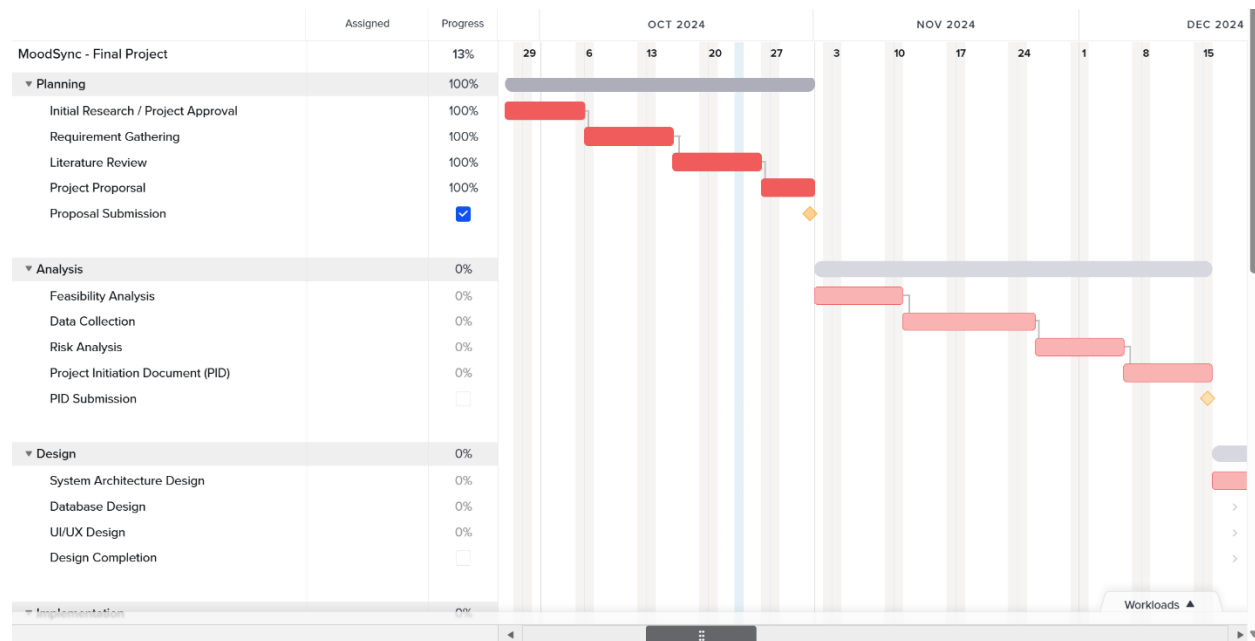 Assigned Progress OCT 2024 NOV 2024 DEC 2024
MoodSync - Final Project 13% 29 6 13 20 27 3 10 17 24 1 8 15
Planning 100%
Initial Research / Project Approval 100%
Requirement Gathering 100%
Literature Review 100%
Project Proporsal 100%
Proposal Submission
Analysis 0%
Feasibility Analysis 0%
Data Collection 0%
Risk Analysis 0%
Project Initiation Document (PID) 0%
PID Submission
Design 0%
System Architecture Design 0%
Database Design 0%
UI/UX Design 0%
Design Completion
Workloads
Implementation 0%